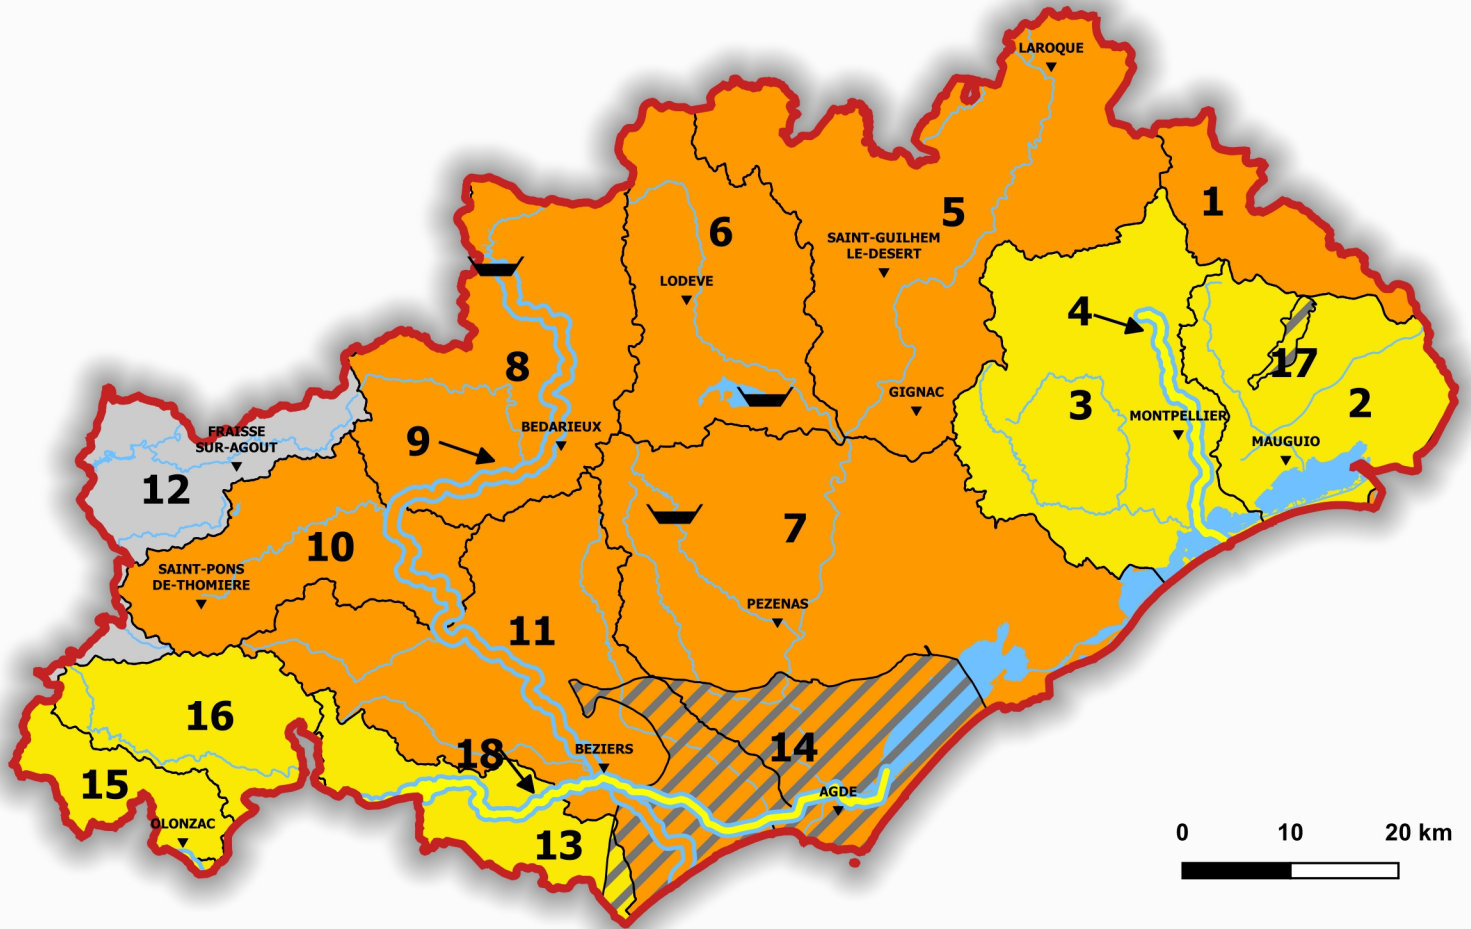 LAROQUE
1
5
6
SAINT-GUILHEM
LE-DESERT
LODEVE
4
8
17
GIGNAC
3
2
MONTPELLIER
BEDARIEUX
9
FRAISSE
SUR-AGOUT
MAUGUIO
12
7
10
SAINT-PONS
DE-THOMIERE
PEZENAS
11
16
18
BEZIERS
14
15
AGDE
OLONZAC
13
0 10 20 km